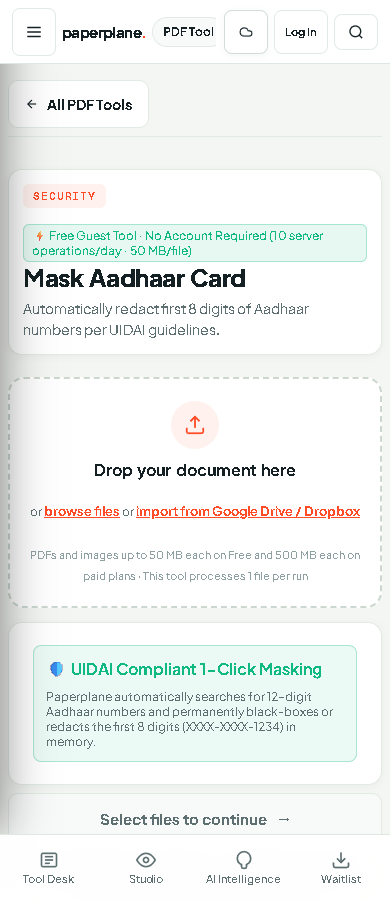 paperplane.
PDF Tool
Log In
← All PDF Tools
SECURITY
⚡ Free Guest Tool · No Account Required (10 server
operations/day · 50 MB/file)
Mask Aadhaar Card
Automatically redact first 8 digits of Aadhaar
numbers per UIDAI guidelines.
Drop your document here
or browse files or import from Google Drive / Dropbox
PDFs and images up to 50 MB each on Free and 500 MB each on
paid plans · This tool processes 1 file per run
UIDAI Compliant 1-Click Masking
Paperplane automatically searches for 12-digit
Aadhaar numbers and permanently black-boxes or
redacts the first 8 digits (XXXX-XXXX-1234) in
memory.
Select files to continue →
Tool Desk
Studio
AI Intelligence
Waitlist